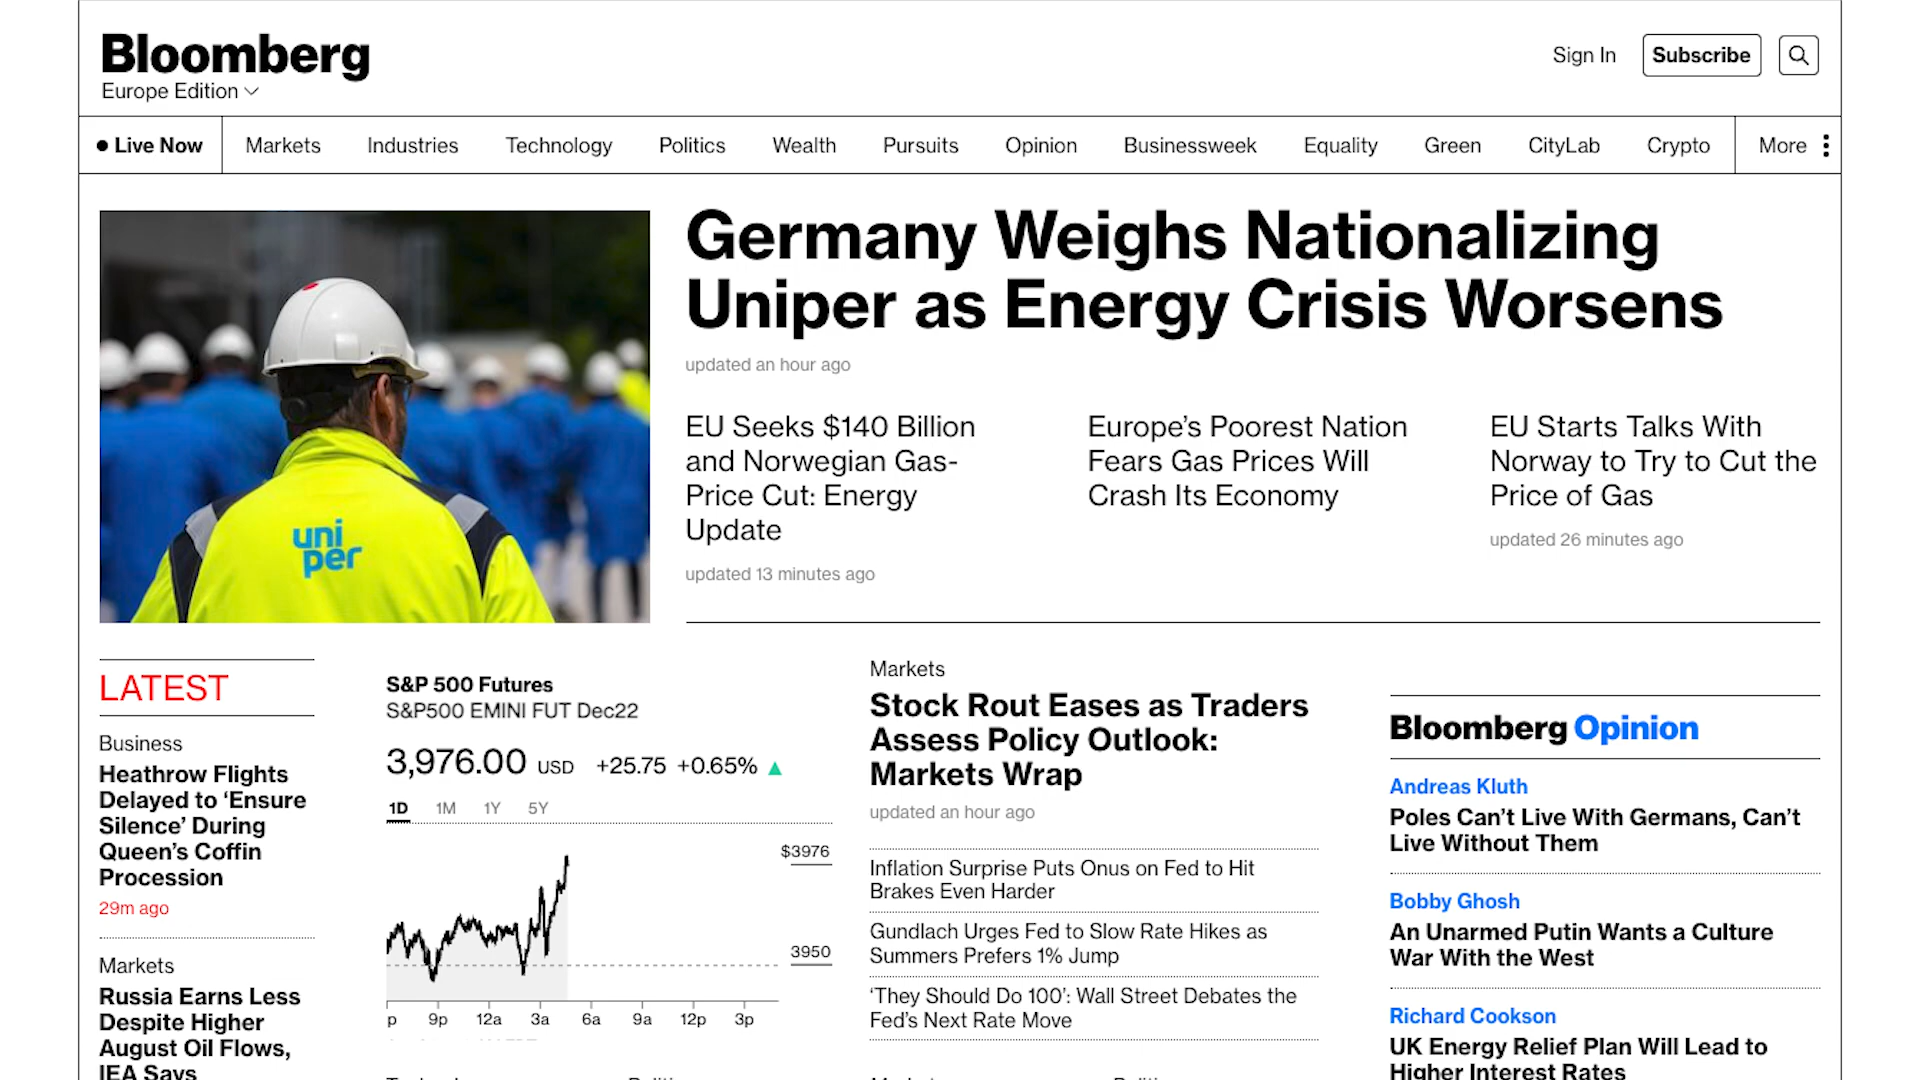 Bloomberg
Europe Edition
Sign In
Subscribe
Live Now
Markets
Industries
Technology
Politics
Wealth
Pursuits
Opinion
Businessweek
Equality
Green
CityLab
Crypto
More
Germany Weighs Nationalizing
Uniper as Energy Crisis Worsens
updated an hour ago
uni
per
EU Seeks $140 Billion
and Norwegian Gas-
Price Cut: Energy
Update
updated 13 minutes ago
Europe’s Poorest Nation
Fears Gas Prices Will
Crash Its Economy
EU Starts Talks With
Norway to Try to Cut the
Price of Gas
updated 26 minutes ago
LATEST
Business
Heathrow Flights
Delayed to ‘Ensure
Silence’ During
Queen’s Coffin
Procession
29m ago
Markets
Russia Earns Less
Despite Higher
August Oil Flows,
IEA Says
S&P 500 Futures
S&P500 EMINI FUT Dec22
3,976.00 USD +25.75 +0.65%
1D 1M 1Y 5Y
$3976
3950
p 9p 12a 3a 6a 9a 12p 3p
Markets
Stock Rout Eases as Traders
Assess Policy Outlook:
Markets Wrap
updated an hour ago
Inflation Surprise Puts Onus on Fed to Hit
Brakes Even Harder
Gundlach Urges Fed to Slow Rate Hikes as
Summers Prefers 1% Jump
‘They Should Do 100’: Wall Street Debates the
Fed’s Next Rate Move
Bloomberg Opinion
Andreas Kluth
Poles Can’t Live With Germans, Can’t
Live Without Them
Bobby Ghosh
An Unarmed Putin Wants a Culture
War With the West
Richard Cookson
UK Energy Relief Plan Will Lead to
Higher Interest Rates